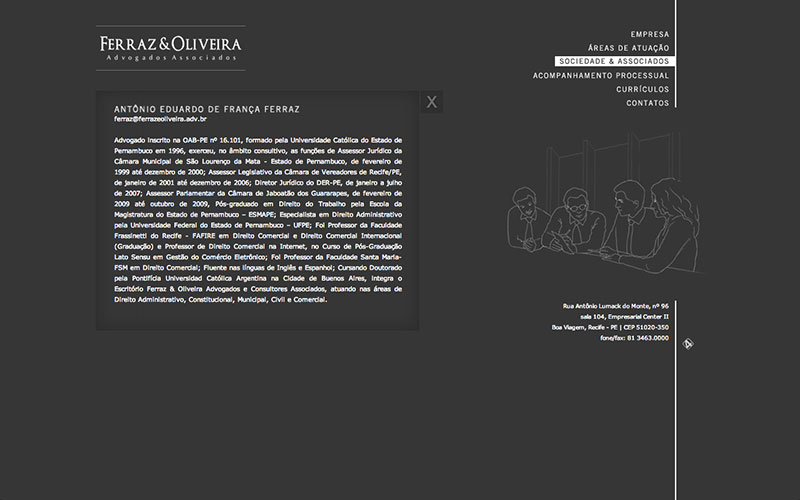 FERRAZ & OLIVEIRA
Advogados Associados
EMPRESA
ÁREAS DE ATUAÇÃO
SOCIEDADE & ASSOCIADOS
ACOMPANHAMENTO PROCESSUAL
CURRÍCULOS
CONTATOS
X
ANTÔNIO EDUARDO DE FRANÇA FERRAZ
ferraz@ferrazeoliveira.adv.br
Advogado inscrito na OAB-PE nº 16.101, formado pela Universidade Católica do Estado de
Pernambuco em 1996, exerceu, no âmbito consultivo, as funções de Assessor Jurídico da
Câmara Municipal de São Lourenço da Mata - Estado de Pernambuco, de fevereiro de
1999 até dezembro de 2000; Assessor Legislativo da Câmara de Vereadores de Recife/PE,
de janeiro de 2001 até dezembro de 2006; Diretor Jurídico do DER-PE, de janeiro a julho
de 2007; Assessor Parlamentar da Câmara de Jaboatão dos Guararapes, de fevereiro de
2009 até outubro de 2009, Pós-graduado em Direito do Trabalho pela Escola da
Magistratura do Estado de Pernambuco – ESMAPE; Especialista em Direito Administrativo
pela Universidade Federal do Estado de Pernambuco – UFPE; Foi Professor da Faculdade
Frassinetti do Recife - FAFIRE em Direito Comercial e Direito Comercial Internacional
(Graduação) e Professor de Direito Comercial na Internet, no Curso de Pós-Graduação
Lato Sensu em Gestão do Comércio Eletrônico; Foi Professor da Faculdade Santa Maria-
FSM em Direito Comercial; Fluente nas línguas de Inglês e Espanhol; Cursando Doutorado
pela Pontifícia Universidad Católica Argentina na Cidade de Buenos Aires, integra o
Escritório Ferraz & Oliveira Advogados e Consultores Associados, atuando nas áreas de
Direito Administrativo, Constitucional, Municipal, Civil e Comercial.
Rua Antônio Lumack do Monte, nº 96
sala 104, Empresarial Center II
Boa Viagem, Recife - PE | CEP 51020-350
fone/fax: 81 3463.0000